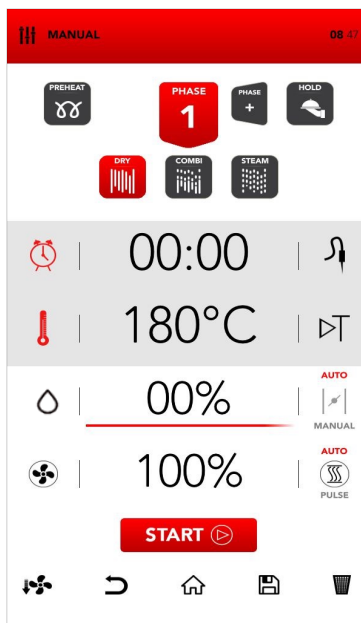 MANUAL
08:47
PREHEAT
PHASE
1
PHASE
+
HOLD
DRY
COMBI
STEAM
00:00
180°C
▷T
00%
AUTO
MANUAL
100%
AUTO
PULSE
START